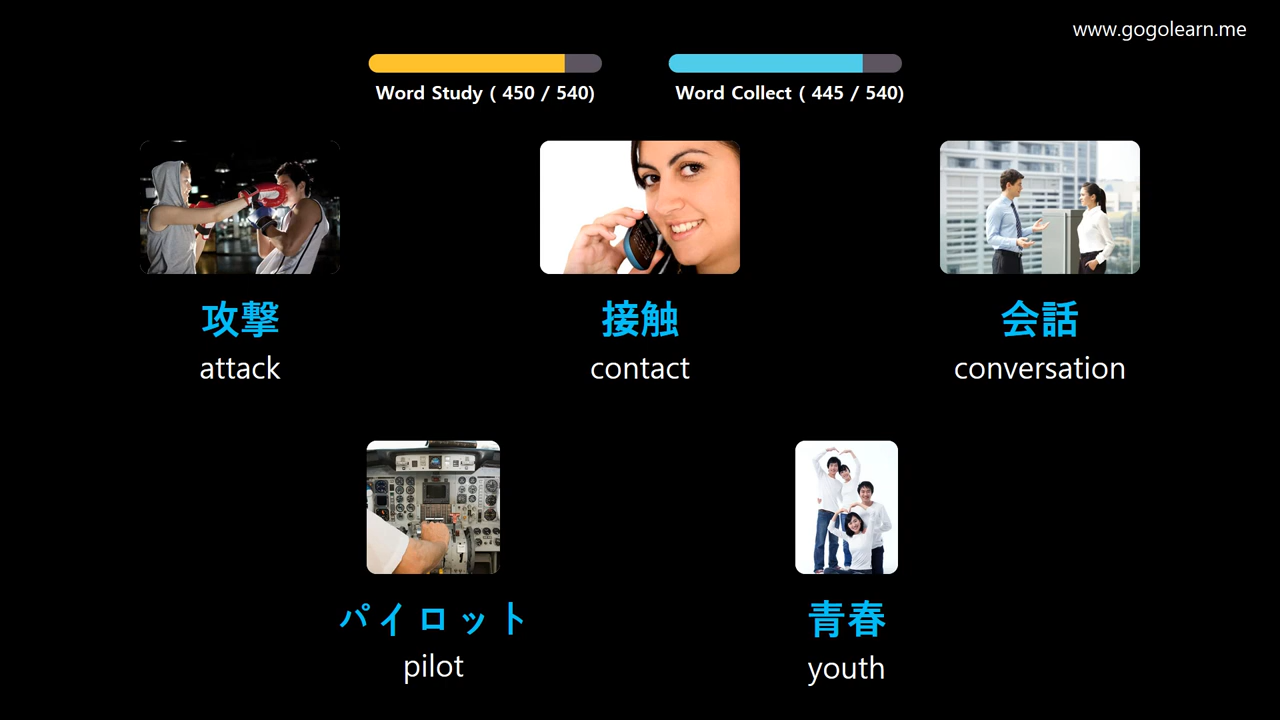 www.gogolearn.me
Word Study ( 450 / 540)
Word Collect ( 445 / 540)
攻撃
attack
接触
contact
会話
conversation
パイロット
pilot
青春
youth